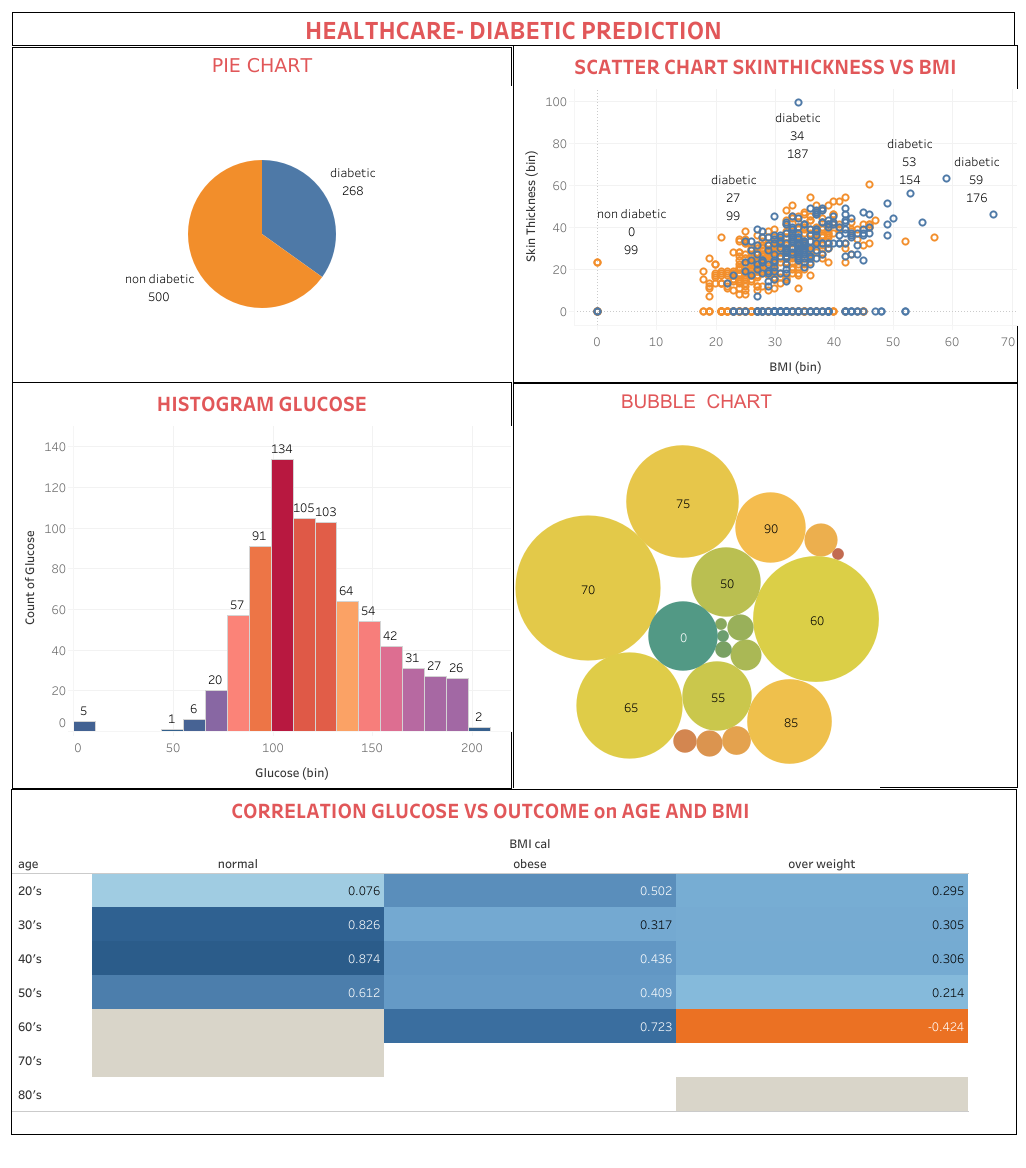 HEALTHCARE- DIABETIC PREDICTION
PIE CHART
diabetic
268
non diabetic
500
SCATTER CHART SKINTHICKNESS VS BMI
Skin Thickness (bin)
100
80
60
40
20
0
diabetic
34
187
diabetic
53
154
diabetic
59
176
diabetic
27
99
non diabetic
0
99
0 10 20 30 40 50 60 70
BMI (bin)
HISTOGRAM GLUCOSE
Count of Glucose
140
120
100
80
60
40
20
0
5 1 6 20 57 91 134 105 103 64 54 42 31 27 26 2
0 50 100 150 200
Glucose (bin)
BUBBLE CHART
75
90
70
50
60
0
65
55
85
CORRELATION GLUCOSE VS OUTCOME on AGE AND BMI
BMI cal
age normal obese over weight
20's 0.076 0.502 0.295
30's 0.826 0.317 0.305
40's 0.874 0.436 0.306
50's 0.612 0.409 0.214
60's 0.723 -0.424
70's
80's